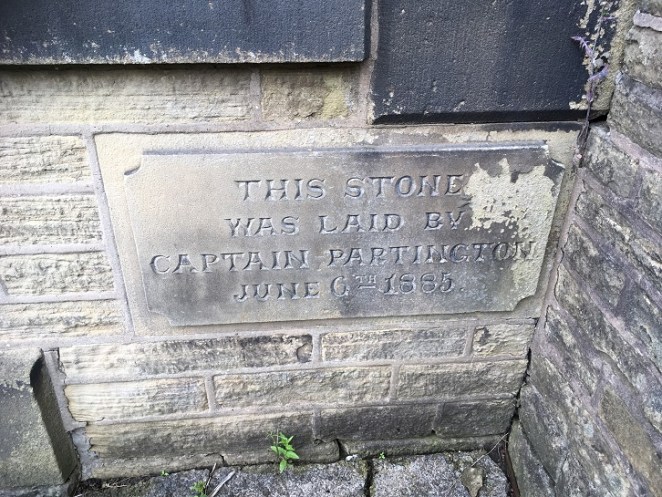 THIS STONE
WAS LAID BY
CAPTAIN PARTINGTON
JUNE 6TH 1885.